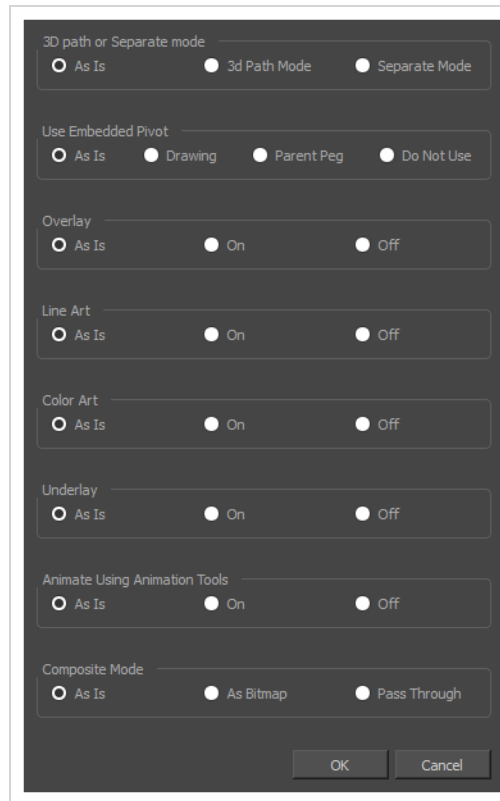 3D path or Separate mode
As Is 3d Path Mode Separate Mode
Use Embedded Pivot
As Is Drawing Parent Peg Do Not Use
Overlay
As Is On Off
Line Art
As Is On Off
Color Art
As Is On Off
Underlay
As Is On Off
Animate Using Animation Tools
As Is On Off
Composite Mode
As Is As Bitmap Pass Through
OK Cancel